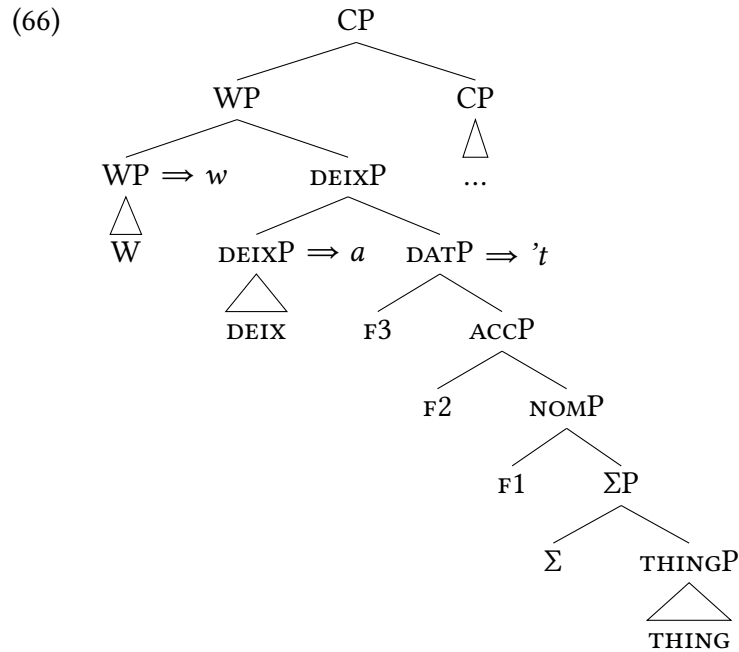 (66) CP
WP CP
WP ⇒ w DEIXP ...
W DEIXP ⇒ a DATP ⇒ 't
DEIX F3 ACCP
F2 NOMP
F1 ΣP
Σ THINGP
THING